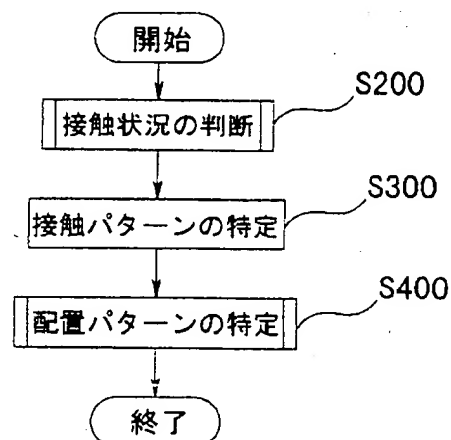 開始
接触状況の判断
S200
接触パターンの特定
S300
配置パターンの特定
S400
終了